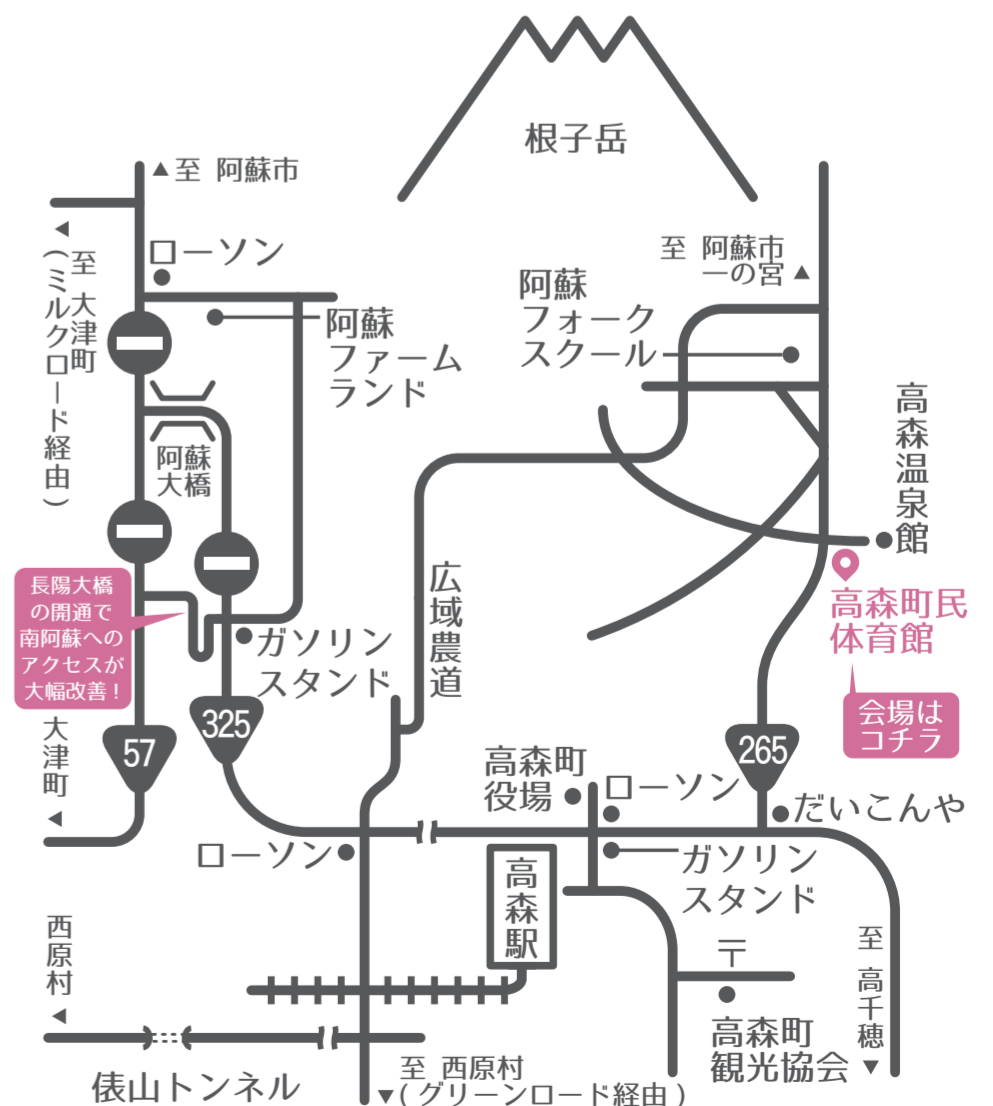 根子岳
▲至 阿蘇市
▲
至 大津町
(ミルクロード経由)
ローソン
阿蘇
ファーム
ランド
阿蘇
大橋
至 阿蘇市
一の宮 ▲
阿蘇
フォーク
スクール
高森温泉館
高森町民
体育館
会場は
コチラ
長陽大橋
の開通で
南阿蘇への
アクセスが
大幅改善!
ガソリン
スタンド
広域農道
大津町
▲
57
325
265
高森町
役場
ローソン
だいこんや
ローソン
ガソリン
スタンド
高森駅
西原村
▲
俵山トンネル
至 西原村
▼(グリーンロード経由)
〒
高森町
観光協会
至 高千穂
▼